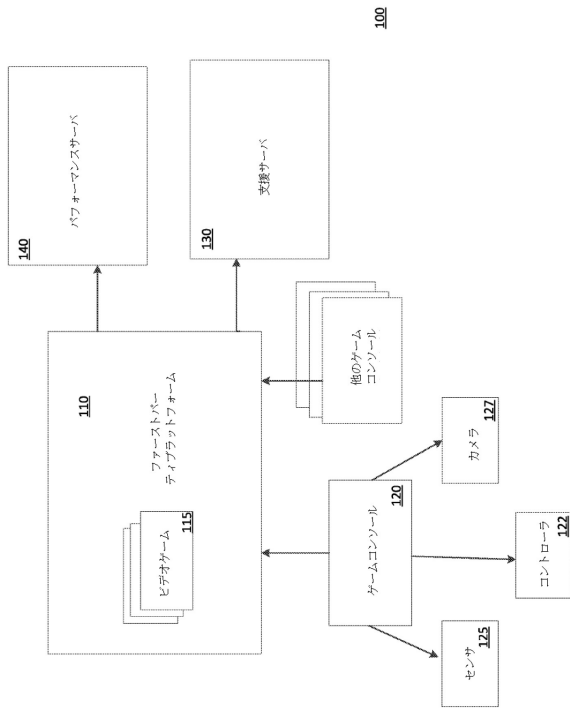 100
パフォーマンスサーバ
140
支援サーバ
130
110
ファーストパー
ティプラットフォーム
ビデオゲーム
115
他のゲーム
コンソール
ゲームコンソール
120
カメラ
127
コントローラ
122
センサ
125